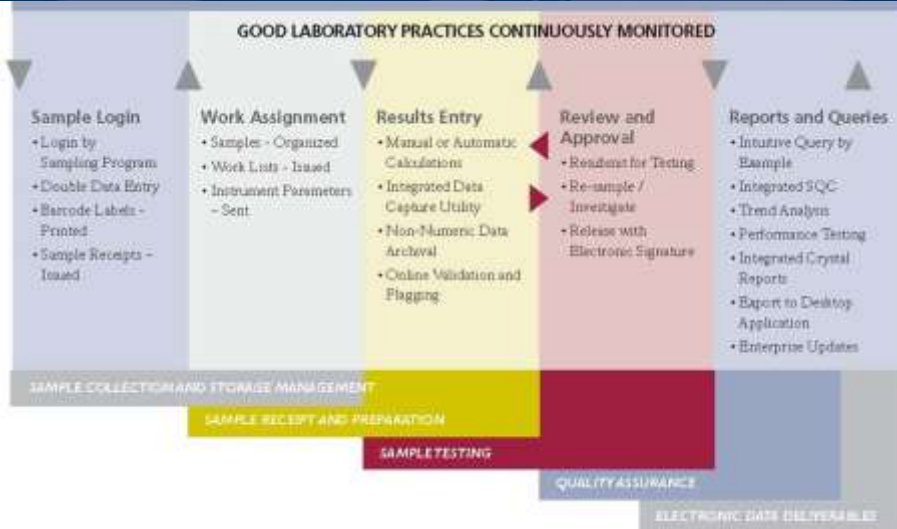 GOOD LABORATORY PRACTICES CONTINUOUSLY MONITORED
Sample Login
• Login by
Sampling Program
• Double Data Entry
• Barcode Labels -
Printed
• Sample Receipts –
Issued
Work Assignment
• Samples - Organized
• Work Lists - Issued
• Instrument Parameters
– Sent
Results Entry
• Manual or Automatic
Calculations
• Integrated Data
Capture Utility
• Non-Numeric Data
Archival
• Online Validation and
Flagging
Review and
Approval
• Resubmit for Testing
• Re-sample /
Investigate
• Release with
Electronic Signature
Reports and Queries
• Intuitive Query by
Example
• Integrated SQC
• Trend Analysis
• Performance Testing
• Integrated Crystal
Reports
• Export to Desktop
Application
• Enterprise Updates
SAMPLE COLLECTION AND STORAGE MANAGEMENT
SAMPLE RECEIPT AND PREPARATION
SAMPLE TESTING
QUALITY ASSURANCE
ELECTRONIC DATE DELIVERABLES